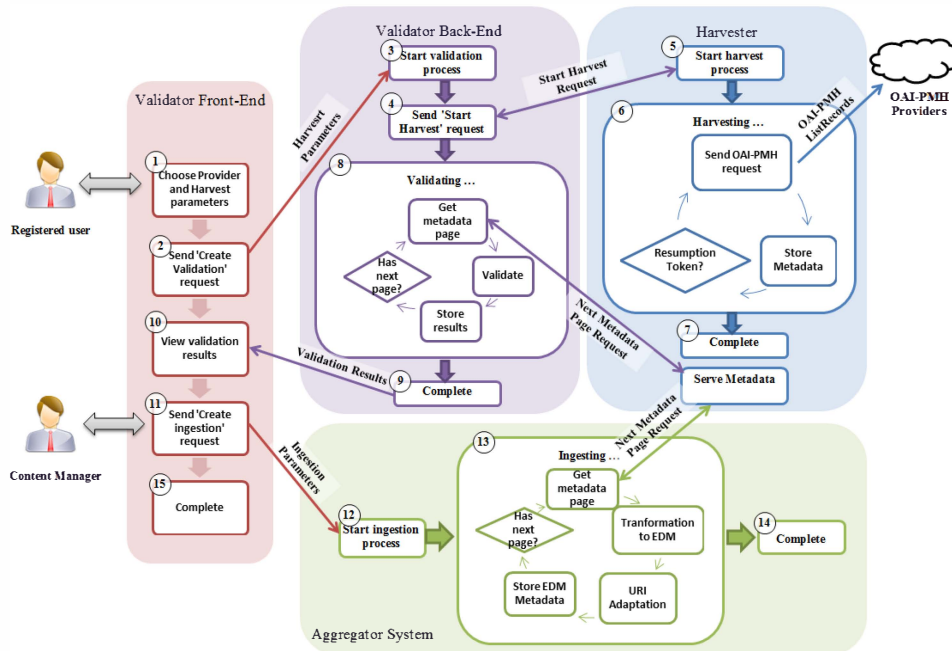 Validator Back-End
Harvester
3
Start validation
process
5
Start harvest
process
Start Harvest
Request
OAI-PMH
Providers
Validator Front-End
Harvesrt
Parameters
4
Send 'Start
Harvest' request
6
Harvesting ...
OAI-PMH
ListRecords
Send OAI-PMH
request
Resumption
Token?
Store
Metadata
1
Choose Provider
and Harvest
parameters
Registered user
2
Send 'Create
Validation'
request
8
Validating ...
Get
metadata
page
Has
next
page?
Validate
Store
results
Next Metadata
Page Request
7
Complete
Serve Metadata
10
View validation
results
Validation Results
9
Complete
11
Send 'Create
ingestion'
request
Content Manager
Ingestion
Parameters
Next Metadata
Page Request
15
Complete
12
Start ingestion
process
13
Ingesting ...
Get
metadata
page
Has
next
page?
Tranformation
to EDM
Store EDM
Metadata
URI
Adaptation
14
Complete
Aggregator System